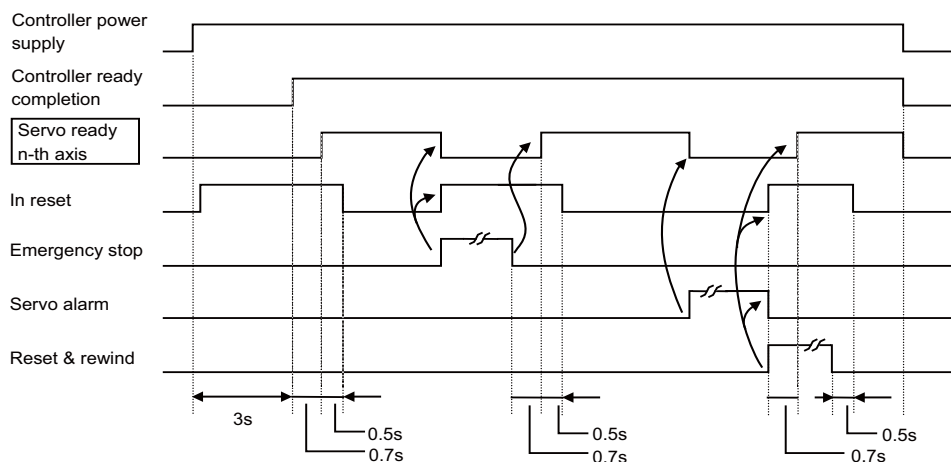 Controller power
supply
Controller ready
completion
Servo ready
n-th axis
In reset
Emergency stop
Servo alarm
Reset & rewind
3s
0.5s
0.7s
0.5s
0.7s
0.5s
0.7s